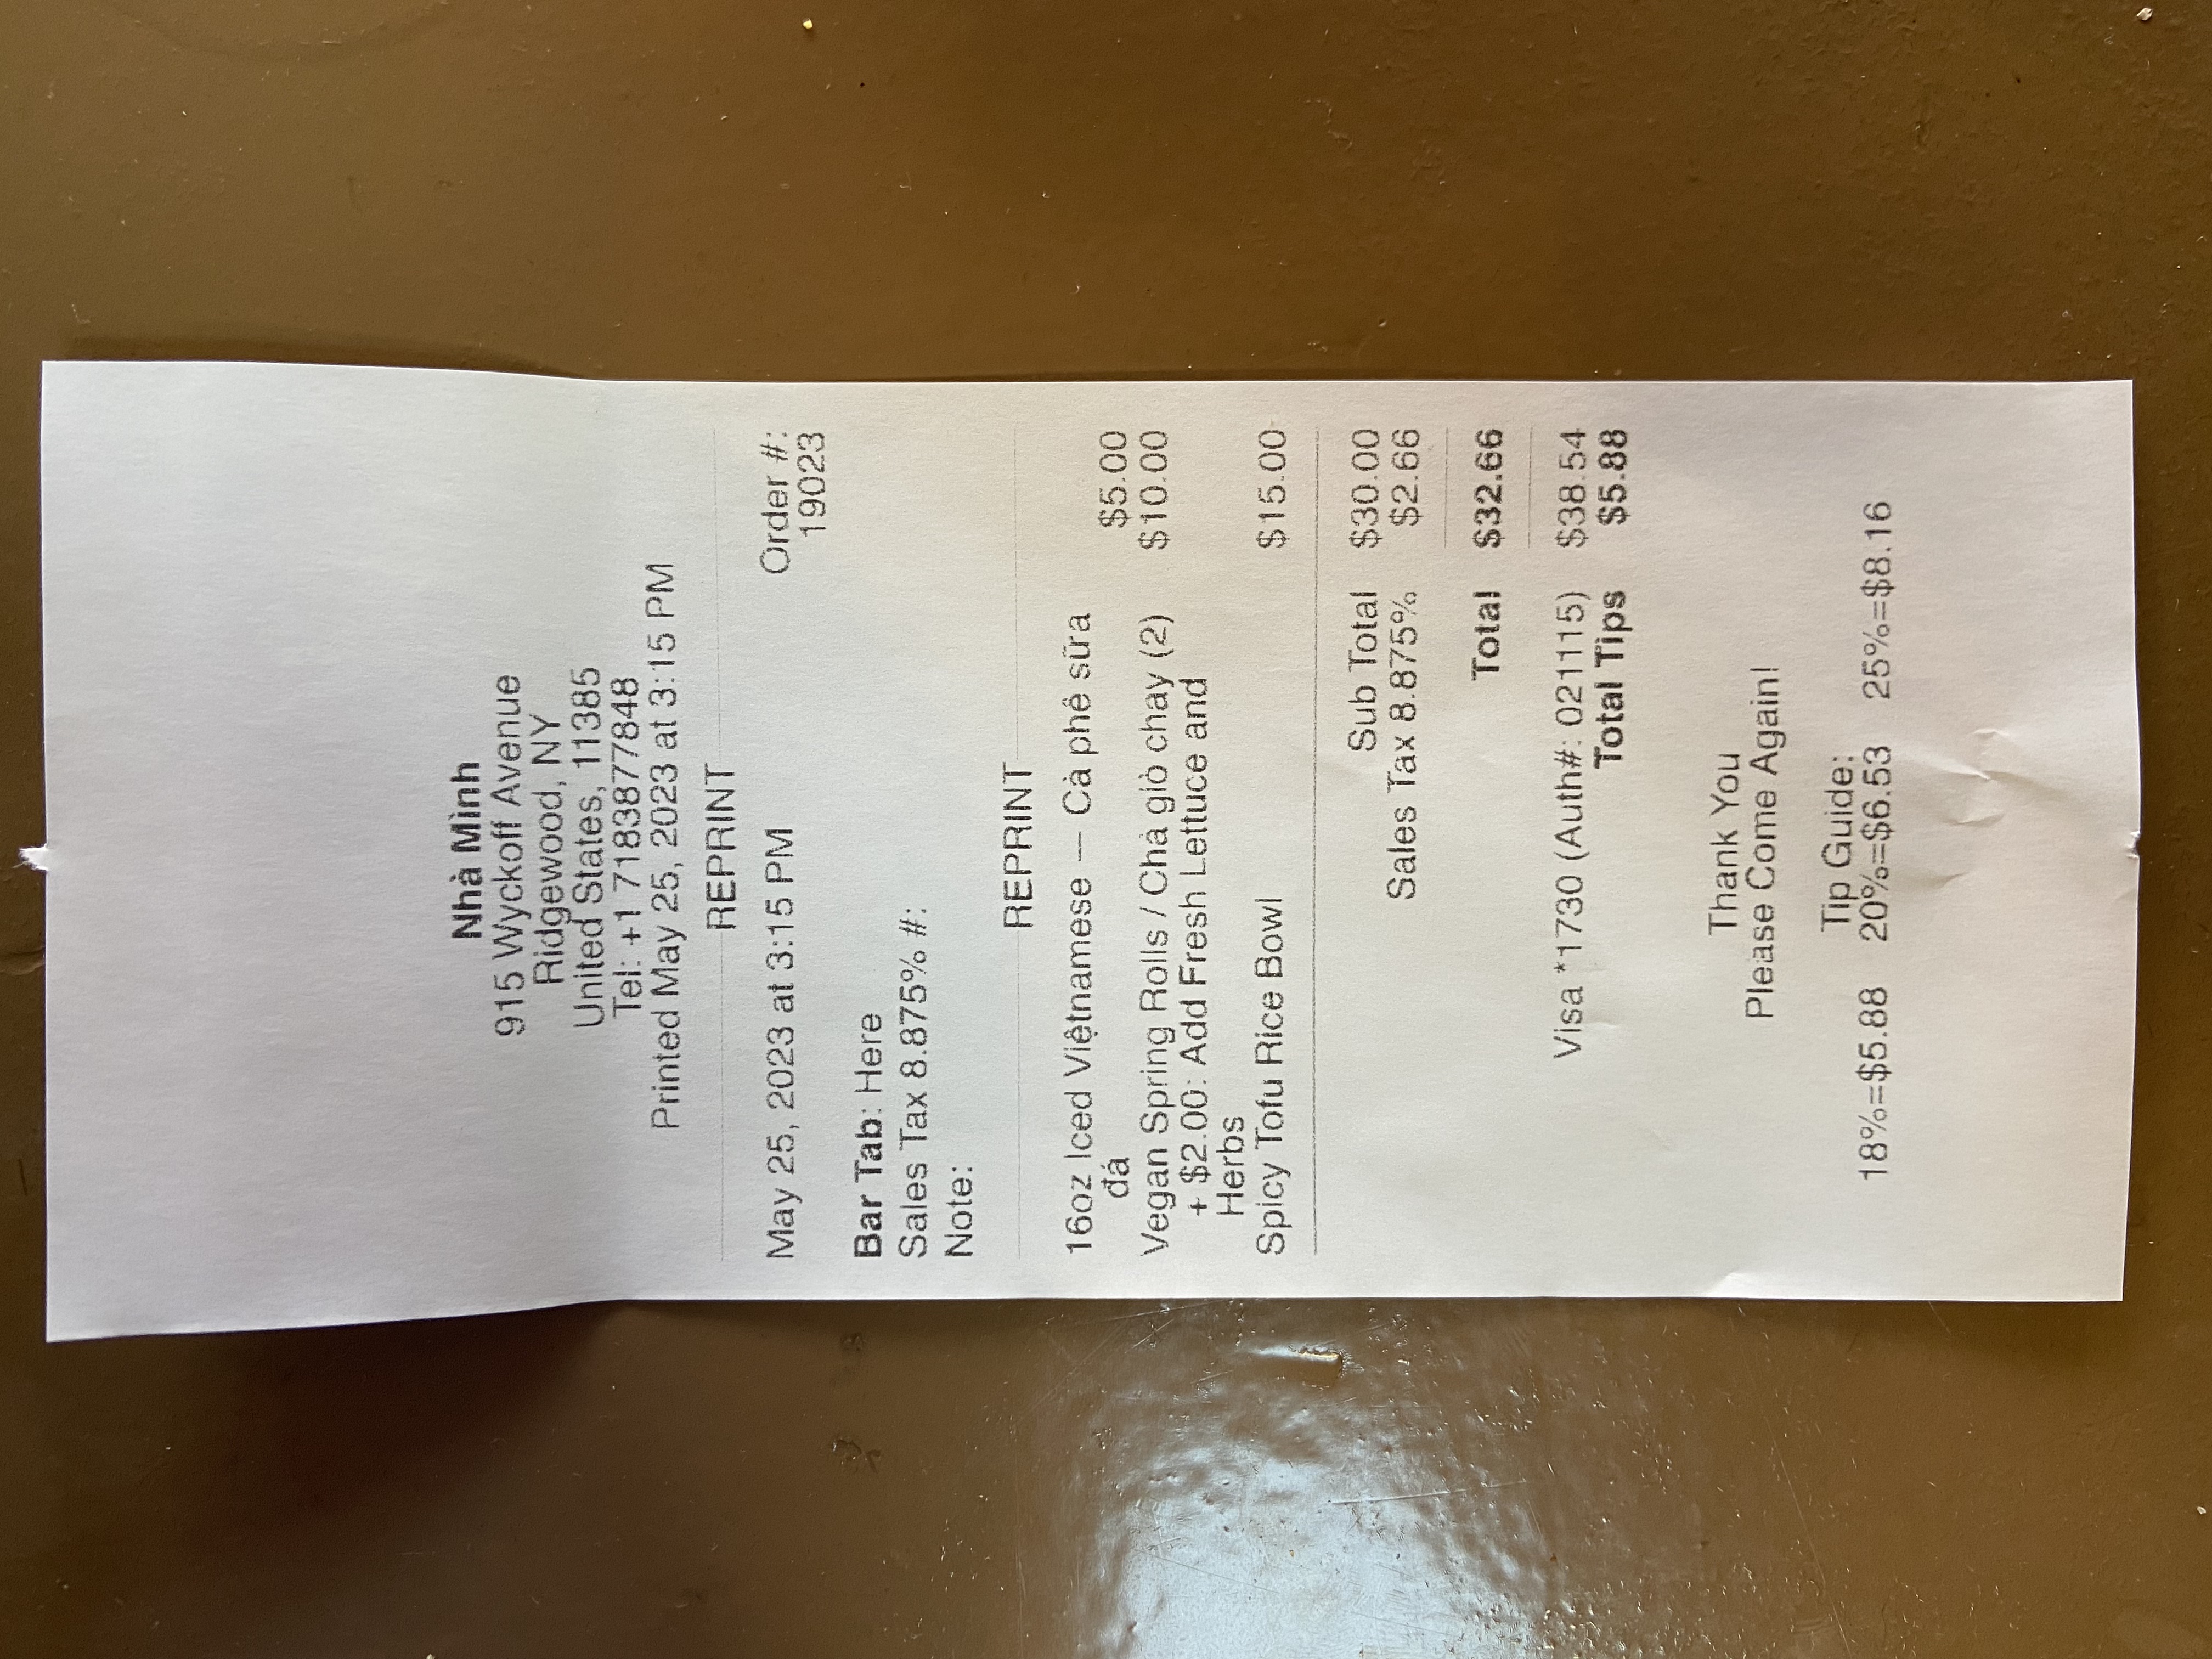 Nhà Mình
915 Wyckoff Avenue
Ridgewood, NY
United States, 11385
Tel: +1 7183877848
Printed May 25, 2023 at 3:15 PM
REPRINT
May 25, 2023 at 3:15 PM Order #:
19023
Bar Tab: Here
Sales Tax 8.875% #:
Note:
REPRINT
16oz Iced Việtnamese — Cà phê sữa
đá $5.00
Vegan Spring Rolls / Chả giò chay (2) $10.00
+ $2.00: Add Fresh Lettuce and
Herbs
Spicy Tofu Rice Bowl $15.00
Sub Total $30.00
Sales Tax 8.875% $2.66
Total $32.66
Visa *1730 (Auth#: 021115) $38.54
Total Tips $5.88
Thank You
Please Come Again!
Tip Guide:
18%=$5.88 20%=$6.53 25%=$8.16